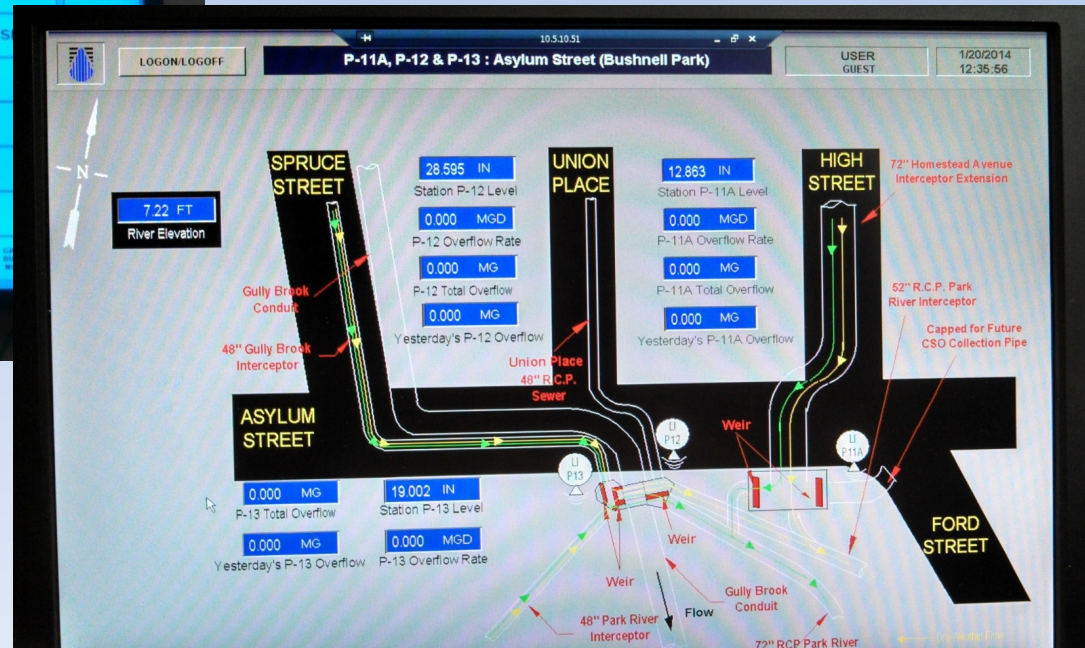 10.5.10.51
LOGON/LOGOFF
P-11A, P-12 & P-13 : Asylum Street (Bushnell Park)
USER
GUEST
1/20/2014
12:35:56
N
7.22 FT
River Elevation
SPRUCE
STREET
28.595 IN
Station P-12 Level
0.000 MGD
P-12 Overflow Rate
0.000 MG
P-12 Total Overflow
0.000 MG
Yesterday's P-12 Overflow
UNION
PLACE
12.863 IN
Station P-11A Level
0.000 MGD
P-11A Overflow Rate
0.000 MG
P-11A Total Overflow
0.000 MG
Yesterday's P-11A Overflow
HIGH
STREET
72" Homestead Avenue
Interceptor Extension
Gully Brook
Conduit
48" Gully Brook
Interceptor
Union Place
48" R.C.P.
Sewer
52" R.C.P. Park
River Interceptor
Capped for Future
CSO Collection Pipe
ASYLUM
STREET
LI
P13
LI
P12
Weir
LI
P11A
0.000 MG
P-13 Total Overflow
19.002 IN
Station P-13 Level
0.000 MG
Yesterday's P-13 Overflow
0.000 MGD
P-13 Overflow Rate
FORD
STREET
Weir
Weir
Gully Brook
Conduit
Flow
48" Park River
Interceptor
72" RCP Park River